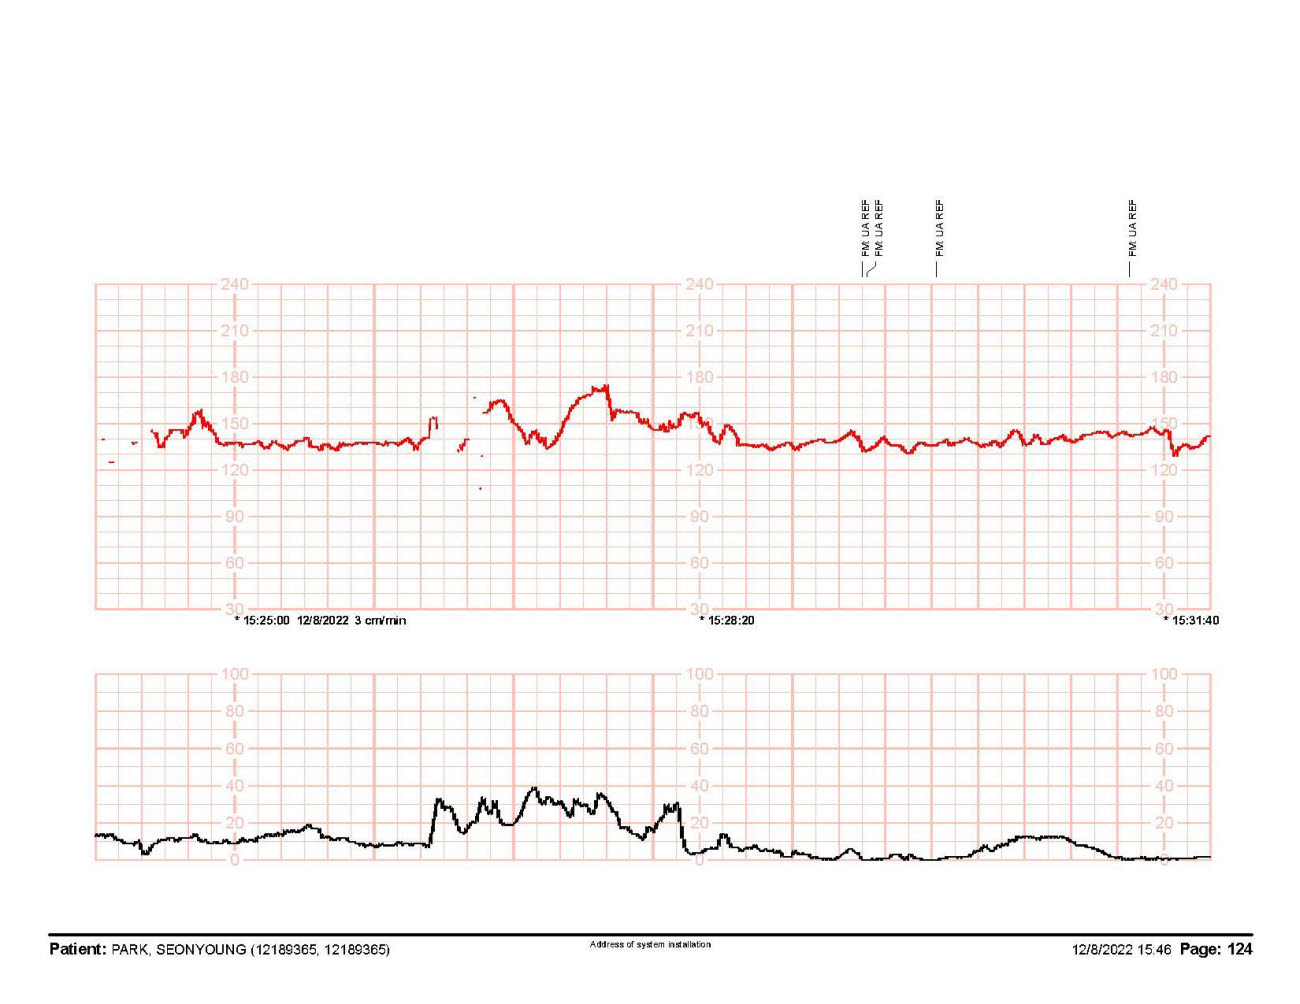 FM: UA REF
FM: UA REF
FM: UA REF
FM: UA REF
240 240 240
210 210 210
180 180 180
150 150 150
120 120 120
90 90 90
60 60 60
30 30 30
* 15:25:00 12/8/2022 3 cm/min * 15:28:20 * 15:31:40
100 100 100
80 80 80
60 60 60
40 40 40
20 20 20
0 0 0
Patient: PARK, SEONYOUNG (12189365, 12189365) Address of system installation 12/8/2022 15:46 Page: 124